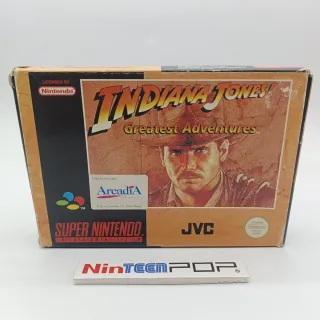 LICENSED BY
Nintendo
INDIANA JONES'
Greatest Adventures
ArcadiA
SUPER NINTENDO
JVC
NINTEENPOP